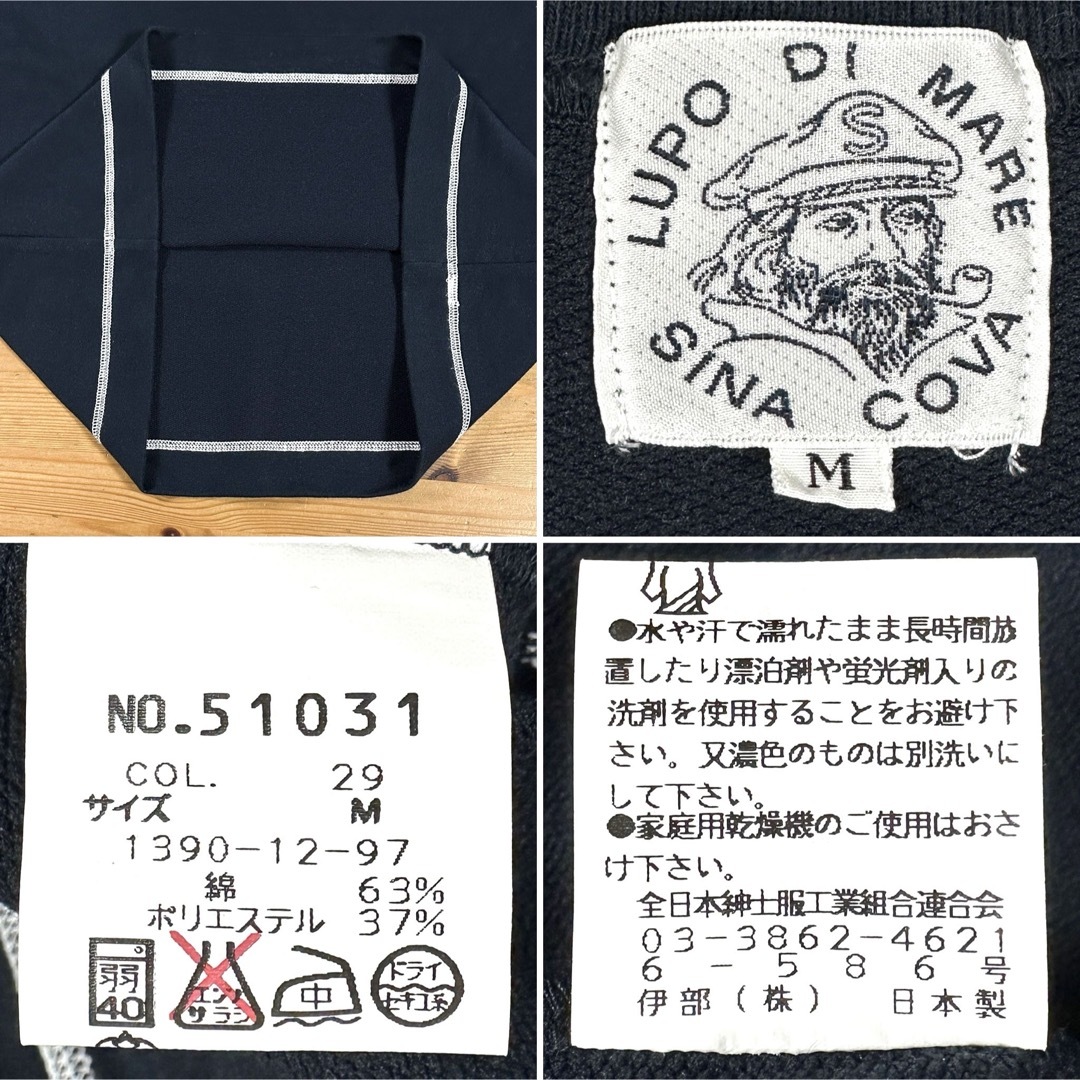 LUPO DI MARE
S
SINA COVA
M
NO.51031
COL. 29
サイズ M
1390-12-97
綿 63%
ポリエステル 37%
弱
40
エンソ
サラシ
中
ドライ
セキユ系
●水や汗で濡れたまま長時間放
置したり漂泊剤や蛍光剤入りの
洗剤を使用することをお避け下
さい。又濃色のものは別洗いに
して下さい。
●家庭用乾燥機のご使用はおさ
け下さい。
全日本紳士服工業組合連合会
03-3862-4621
6-586号
伊部(株) 日本製